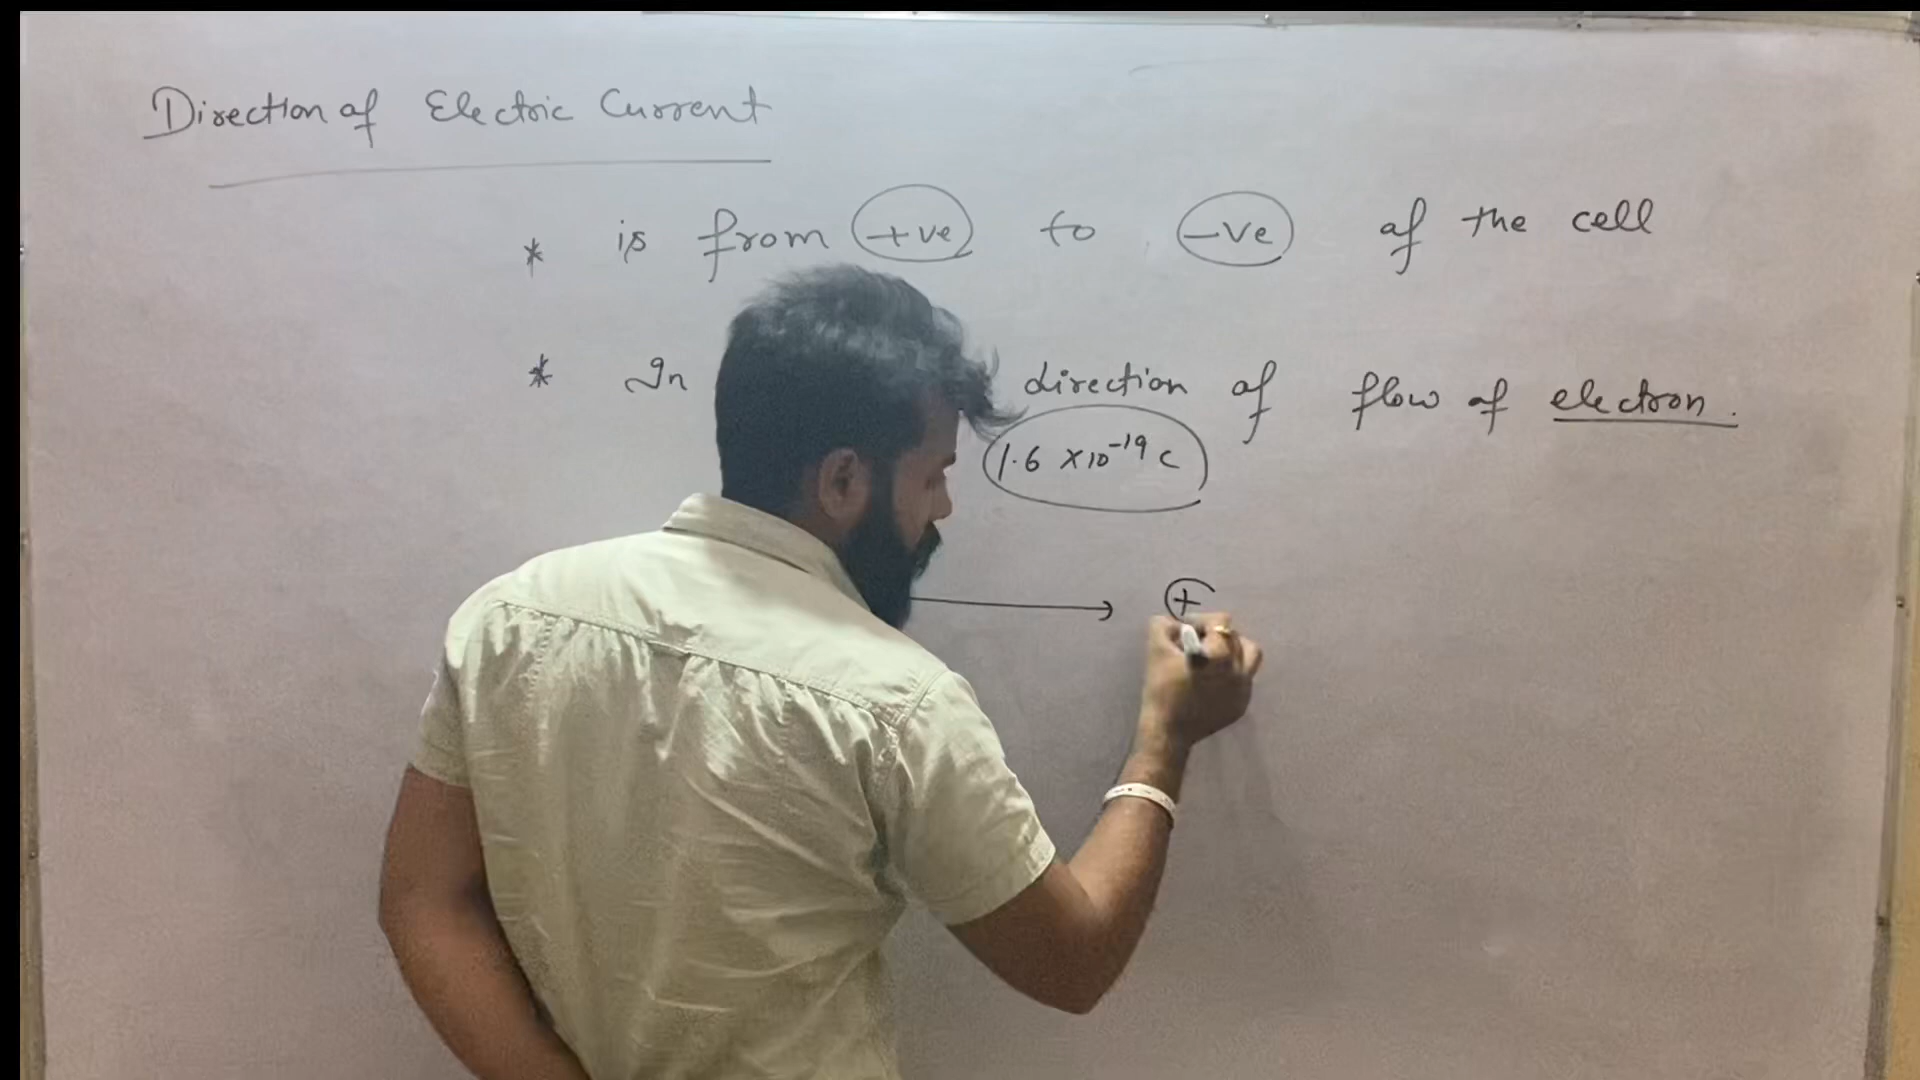 Direction of Electric Current
* is from +ve to -ve of the cell
* In direction of flow of electron.
1.6 × 10⁻¹⁹ C
→ +